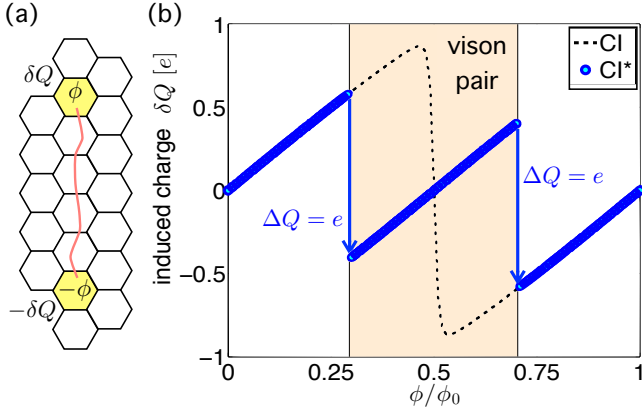 (a)
δQ
ϕ
−ϕ
−δQ
(b)
induced charge δQ [e]
1
0.5
0
−0.5
−1
vison
pair
CI
CI*
ΔQ = e
ΔQ = e
0
0.25
0.5
0.75
1
ϕ/ϕ₀